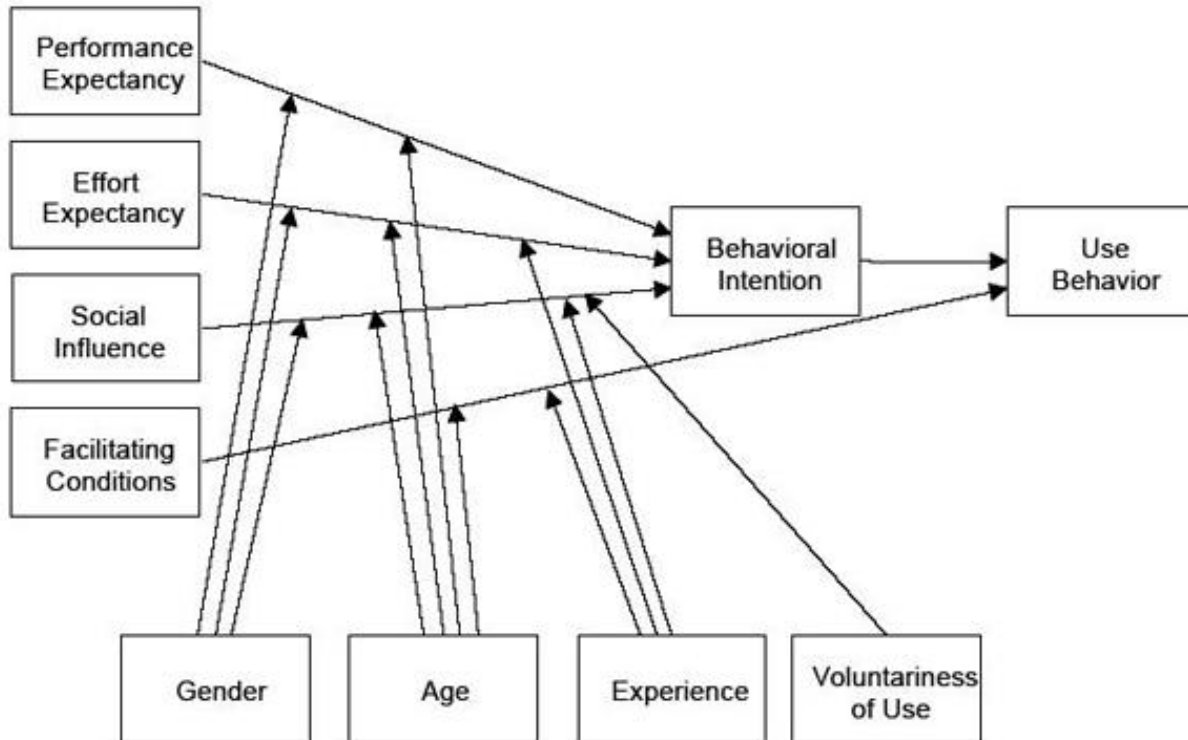 Performance
Expectancy
Effort
Expectancy
Social
Influence
Facilitating
Conditions
Behavioral
Intention
Use
Behavior
Gender
Age
Experience
Voluntariness
of Use